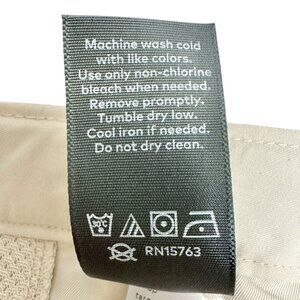 Machine wash cold
with like colors.
Use only non-chlorine
bleach when needed.
Remove promptly.
Tumble dry low.
Cool iron if needed.
Do not dry clean.
30°C
RN15763